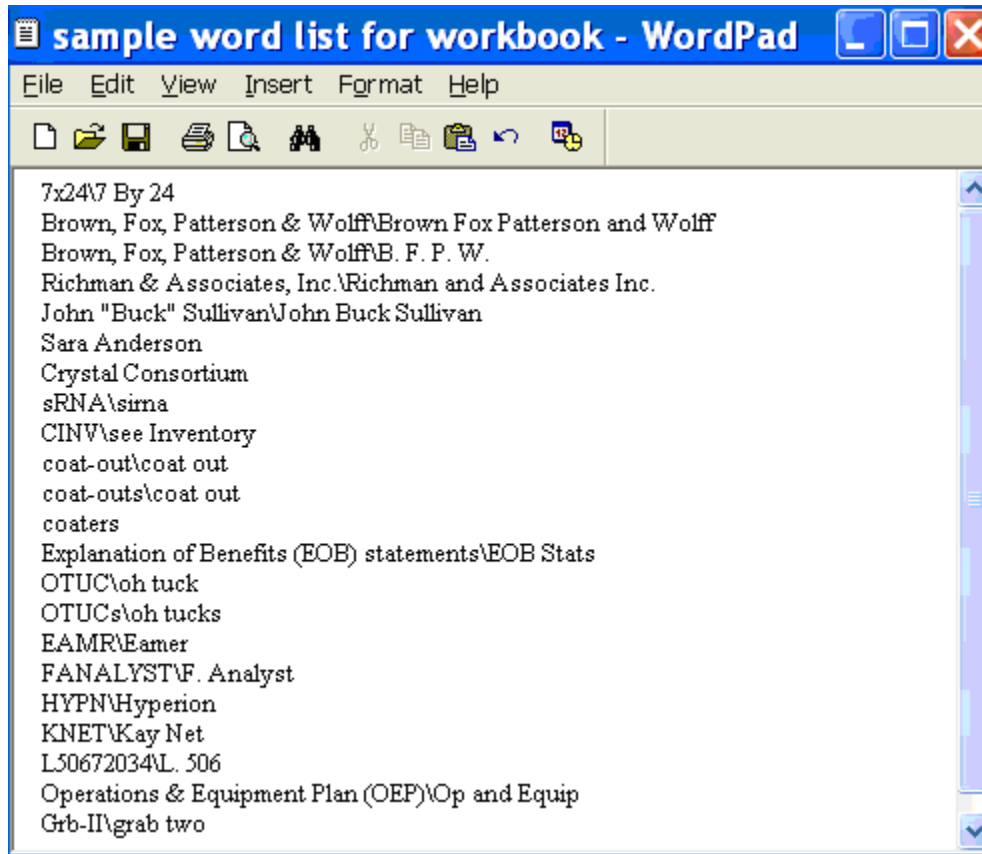 sample word list for workbook - WordPad
File Edit View Insert Format Help
7x24\7 By 24
Brown, Fox, Patterson & Wolff\Brown Fox Patterson and Wolff
Brown, Fox, Patterson & Wolff\B. F. P. W.
Richman & Associates, Inc.\Richman and Associates Inc.
John "Buck" Sullivan\John Buck Sullivan
Sara Anderson
Crystal Consortium
sRNA\sirna
CINV\see Inventory
coat-out\coat out
coat-outs\coat out
coaters
Explanation of Benefits (EOB) statements\EOB Stats
OTUC\oh tuck
OTUCs\oh tucks
EAMR\Eamer
FANALYST\F. Analyst
HYPN\Hyperion
KNET\Kay Net
L50672034\L. 506
Operations & Equipment Plan (OEP)\Op and Equip
Grb-II\grab two